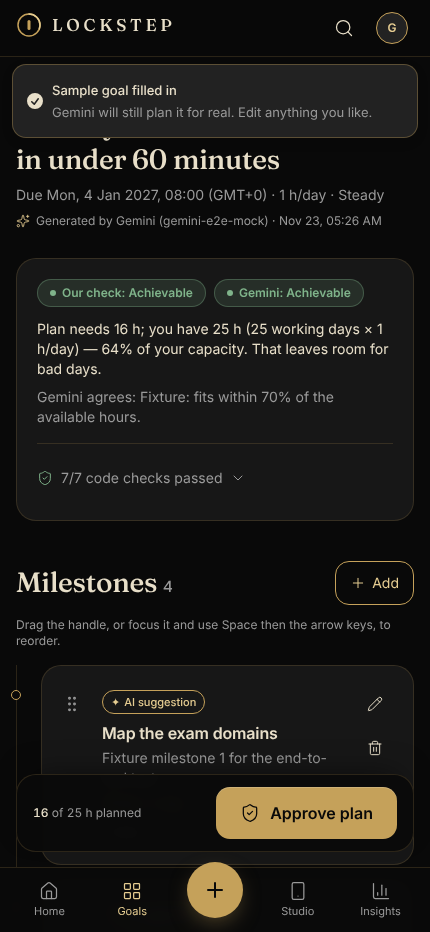 LOCKSTEP
G
Sample goal filled in
Gemini will still plan it for real. Edit anything you like.
in under 60 minutes
Due Mon, 4 Jan 2027, 08:00 (GMT+0) · 1 h/day · Steady
Generated by Gemini (gemini-e2e-mock) · Nov 23, 05:26 AM
Our check: Achievable
Gemini: Achievable
Plan needs 16 h; you have 25 h (25 working days × 1
h/day) — 64% of your capacity. That leaves room for
bad days.
Gemini agrees: Fixture: fits within 70% of the
available hours.
7/7 code checks passed
Milestones 4
+ Add
Drag the handle, or focus it and use Space then the arrow keys, to
reorder.
AI suggestion
Map the exam domains
Fixture milestone 1 for the end-to-
16 of 25 h planned
Approve plan
Home
Goals
Studio
Insights